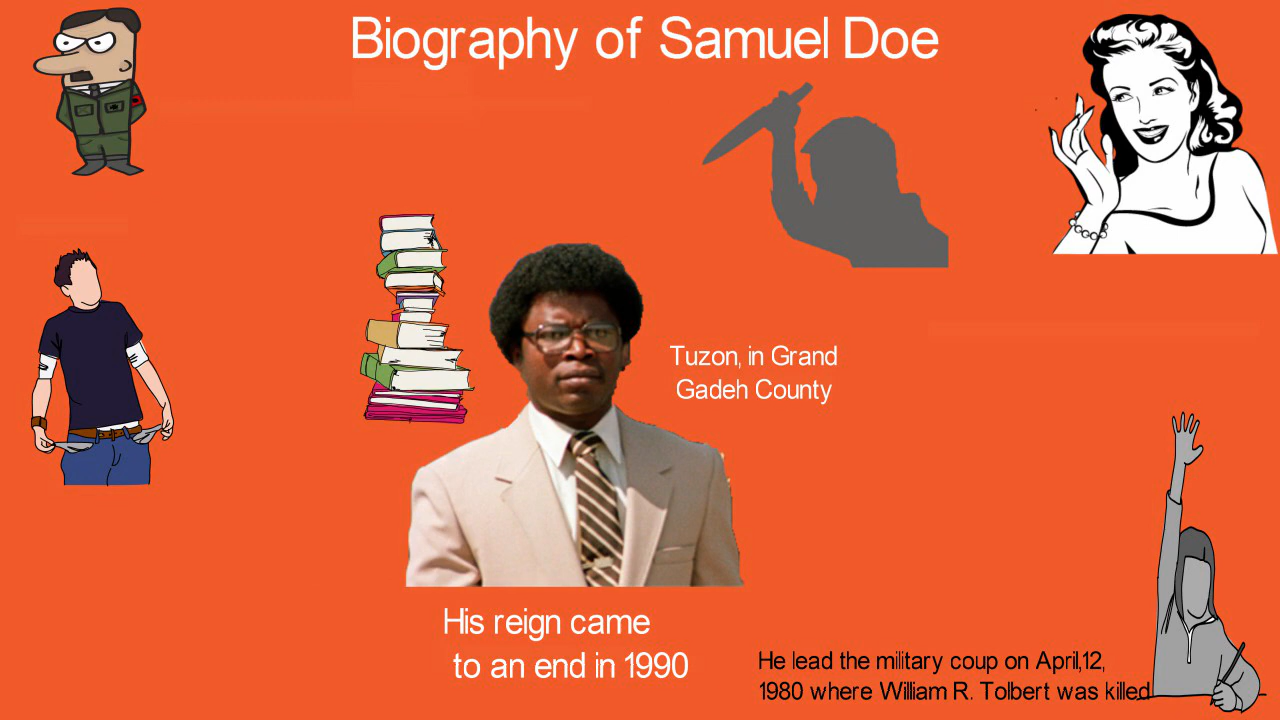 Biography of Samuel Doe
Tuzon, in Grand
Gadeh County
His reign came
to an end in 1990
He lead the military coup on April,12,
1980 where William R. Tolbert was killed